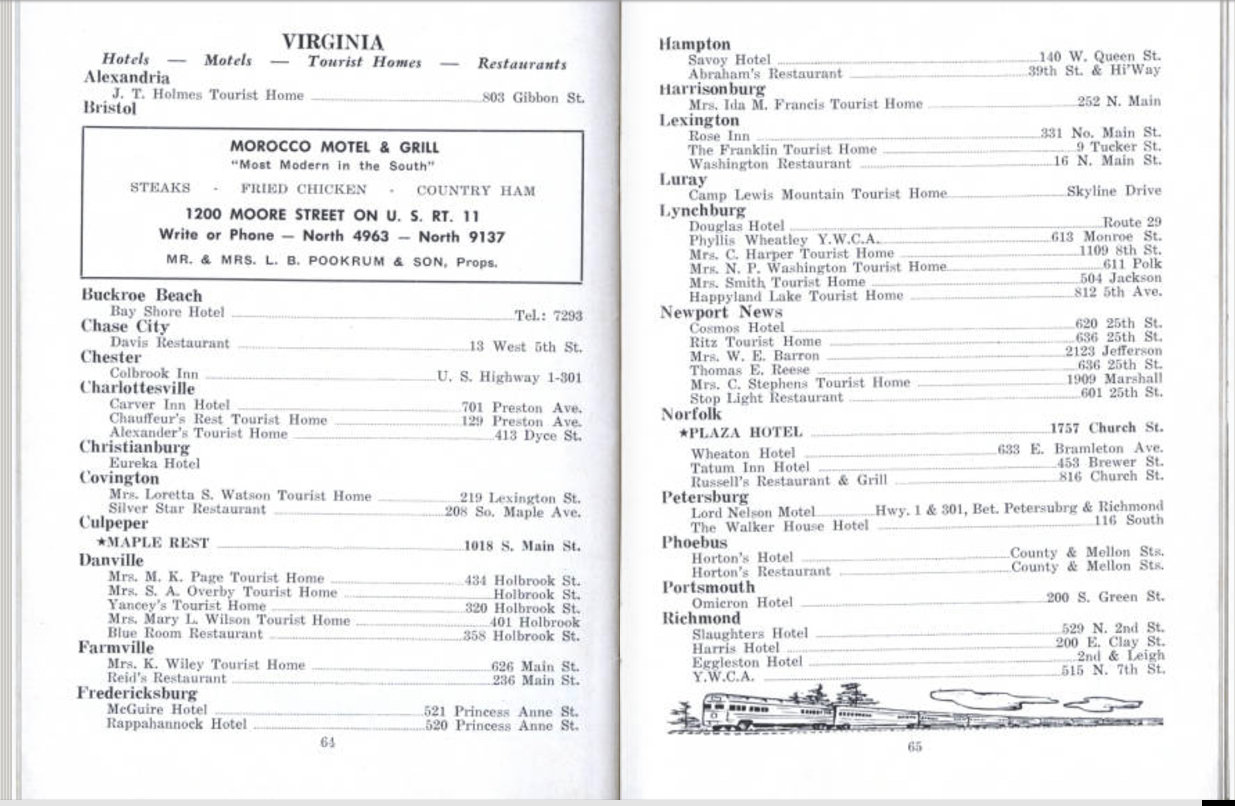 VIRGINIA
Hotels — Motels — Tourist Homes — Restaurants
Alexandria
J. T. Holmes Tourist Home 803 Gibbon St.
Bristol
MOROCCO MOTEL & GRILL
"Most Modern in the South"
STEAKS - FRIED CHICKEN - COUNTRY HAM
1200 MOORE STREET ON U. S. RT. 11
Write or Phone — North 4963 — North 9137
MR. & MRS. L. B. POOKRUM & SON, Props.
Buckroe Beach
Bay Shore Hotel Tel.: 7293
Chase City
Davis Restaurant 13 West 5th St.
Chester
Colbrook Inn U. S. Highway 1-301
Charlottesville
Carver Inn Hotel 701 Preston Ave.
Chauffeur's Rest Tourist Home 129 Preston Ave.
Alexander's Tourist Home 413 Dyce St.
Christianburg
Eureka Hotel
Covington
Mrs. Loretta S. Watson Tourist Home 219 Lexington St.
Silver Star Restaurant 208 So. Maple Ave.
Culpeper
★MAPLE REST 1018 S. Main St.
Danville
Mrs. M. K. Page Tourist Home 434 Holbrook St.
Mrs. S. A. Overby Tourist Home Holbrook St.
Yancey's Tourist Home 320 Holbrook St.
Mrs. Mary L. Wilson Tourist Home 401 Holbrook
Blue Room Restaurant 358 Holbrook St.
Farmville
Mrs. K. Wiley Tourist Home 626 Main St.
Reid's Restaurant 236 Main St.
Fredericksburg
McGuire Hotel 521 Princess Anne St.
Rappahannock Hotel 520 Princess Anne St.
64
Hampton
Savoy Hotel 140 W. Queen St.
Abraham's Restaurant 39th St. & Hi'Way
Harrisonburg
Mrs. Ida M. Francis Tourist Home 252 N. Main
Lexington
Rose Inn 331 No. Main St.
The Franklin Tourist Home 9 Tucker St.
Washington Restaurant 16 N. Main St.
Luray
Camp Lewis Mountain Tourist Home Skyline Drive
Lynchburg
Douglas Hotel Route 29
Phyllis Wheatley Y.W.C.A. 613 Monroe St.
Mrs. C. Harper Tourist Home 1109 8th St.
Mrs. N. P. Washington Tourist Home 611 Polk
Mrs. Smith Tourist Home 504 Jackson
Happyland Lake Tourist Home 812 5th Ave.
Newport News
Cosmos Hotel 620 25th St.
Ritz Tourist Home 636 25th St.
Mrs. W. E. Barron 2123 Jefferson
Thomas E. Reese 636 25th St.
Mrs. C. Stephens Tourist Home 1909 Marshall
Stop Light Restaurant 601 25th St.
Norfolk
★PLAZA HOTEL 1757 Church St.
Wheaton Hotel 633 E. Bramleton Ave.
Tatum Inn Hotel 453 Brewer St.
Russell's Restaurant & Grill 816 Church St.
Petersburg
Lord Nelson Motel Hwy. 1 & 301, Bet. Petersubrg & Richmond
The Walker House Hotel 116 South
Phoebus
Horton's Hotel County & Mellon Sts.
Horton's Restaurant County & Mellon Sts.
Portsmouth
Omicron Hotel 200 S. Green St.
Richmond
Slaughters Hotel 529 N. 2nd St.
Harris Hotel 200 E. Clay St.
Eggleston Hotel 2nd & Leigh
Y.W.C.A. 515 N. 7th St.
65